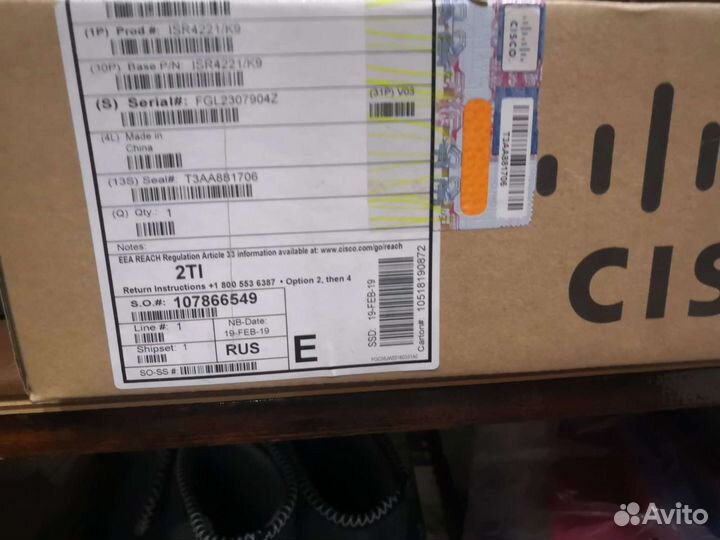 (1P) Prod.#: ISR4221/K9
(30P) Base P/N: ISR4221/K9
(S) Serial#: FGL2307904Z
(31P) V03
(4L) Made in
China
(13S) Seal#: T3AA881706
(Q) Qty.: 1
Notes:
EEA REACH Regulation Article 33 information available at: www.cisco.com/go/reach
2TI
Return Instructions +1 800 553 6387 • Option 2, then 4
S.O.#: 107866549
Line #: 1
NB-Date:
19-FEB-19
Shipset: 1
RUS
E
SO-SS #:
SSD: 19-FEB-19
Carton#: 10518190872
CISCO
T3AA881706
CIS
Avito